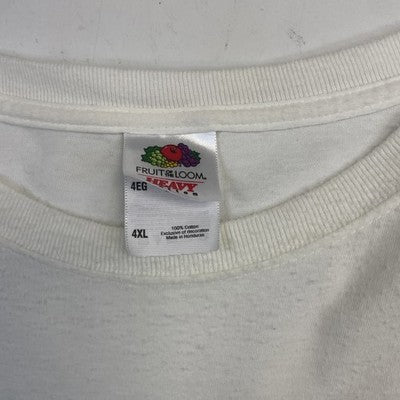 FRUIT OF THE LOOM®
4EG HEAVY
4XL 100% Cotton
Exclusive of decoration
Made in Honduras